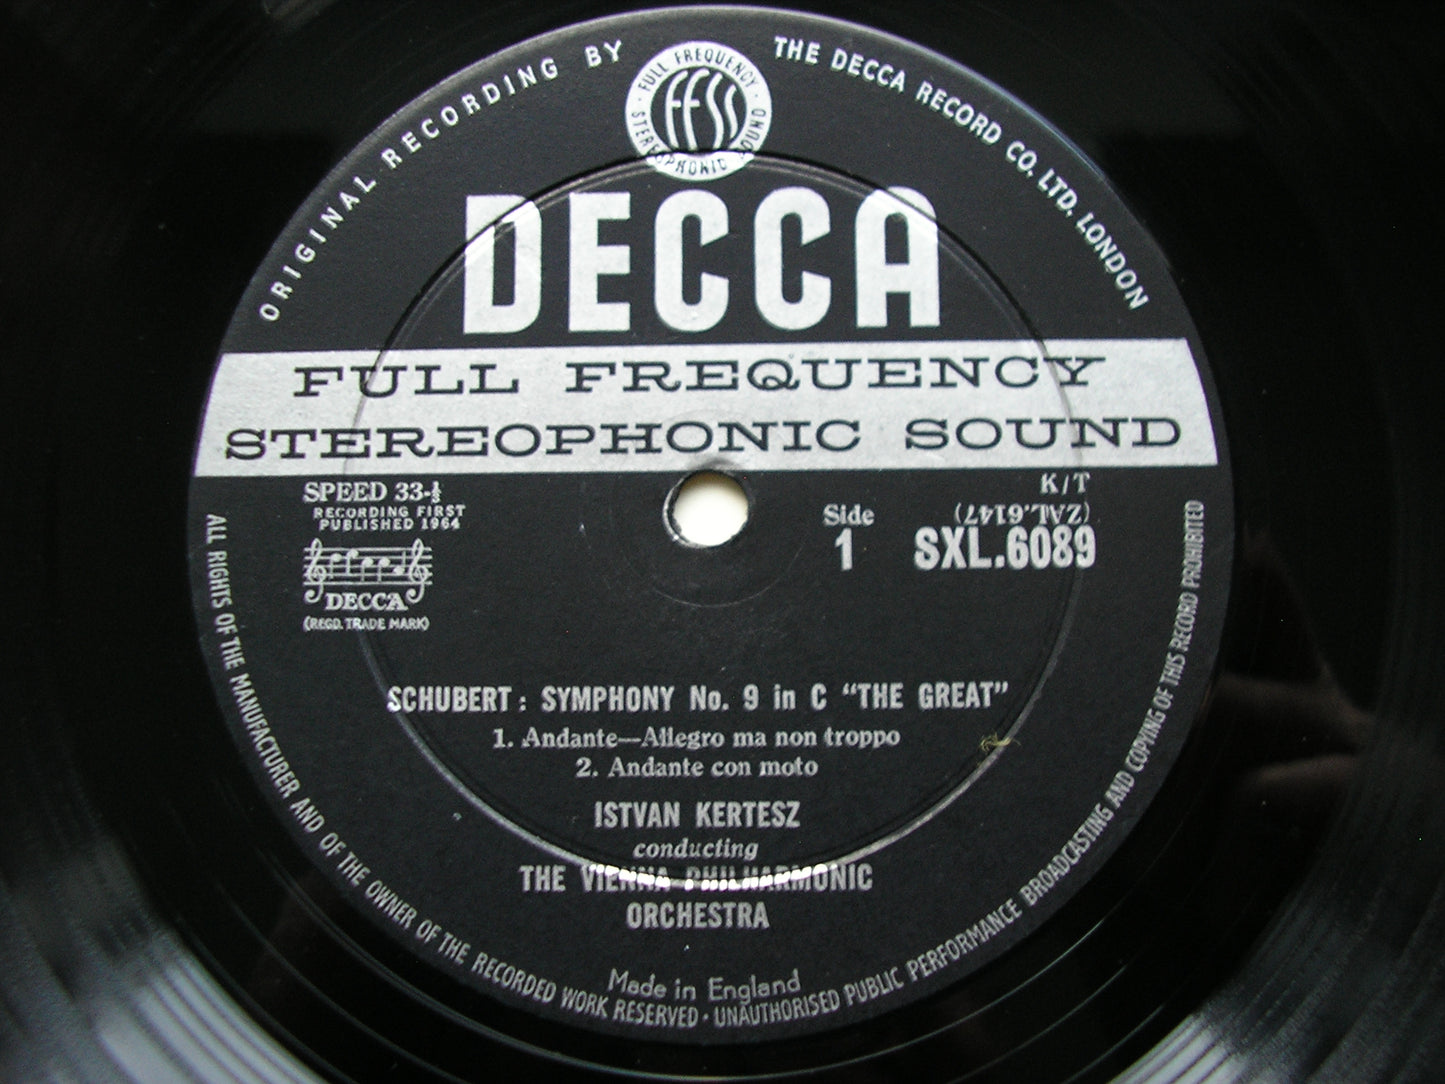 ORIGINAL RECORDING BY THE DECCA RECORD CO. LTD. LONDON
FULL FREQUENCY
FFSS
STEREOPHONIC SOUND
DECCA
FULL FREQUENCY
STEREOPHONIC SOUND
SPEED 33-⅓
RECORDING FIRST
PUBLISHED 1964
DECCA
(REGD. TRADE MARK)
Side
1
K/T
(ZAL.6147)
SXL.6089
SCHUBERT: SYMPHONY No. 9 in C "THE GREAT"
1. Andante—Allegro ma non troppo
2. Andante con moto
ISTVAN KERTESZ
conducting
THE VIENNA PHILHARMONIC
ORCHESTRA
Made in England
ALL RIGHTS OF THE MANUFACTURER AND OF THE OWNER OF THE RECORDED WORK RESERVED · UNAUTHORISED PUBLIC PERFORMANCE BROADCASTING AND COPYING OF THIS RECORD PROHIBITED